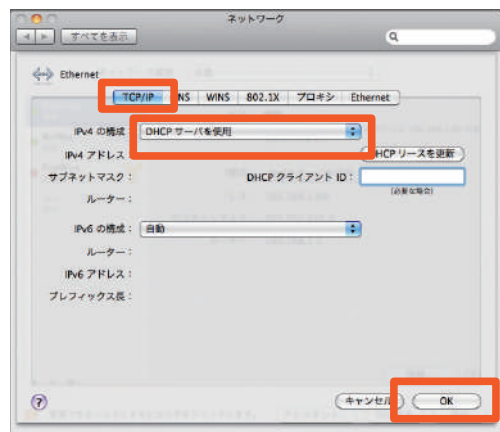 ネットワーク
すべてを表示
Ethernet
TCP/IP NS WINS 802.1X プロキシ Ethernet
IPv4 の構成： DHCP サーバを使用
IPv4 アドレス HCP リースを更新
サブネットマスク： DHCP クライアント ID：
ルーター： (必要な場合)
IPv6 の構成： 自動
ルーター：
IPv6 アドレス：
プレフィックス長：
? キャンセル OK